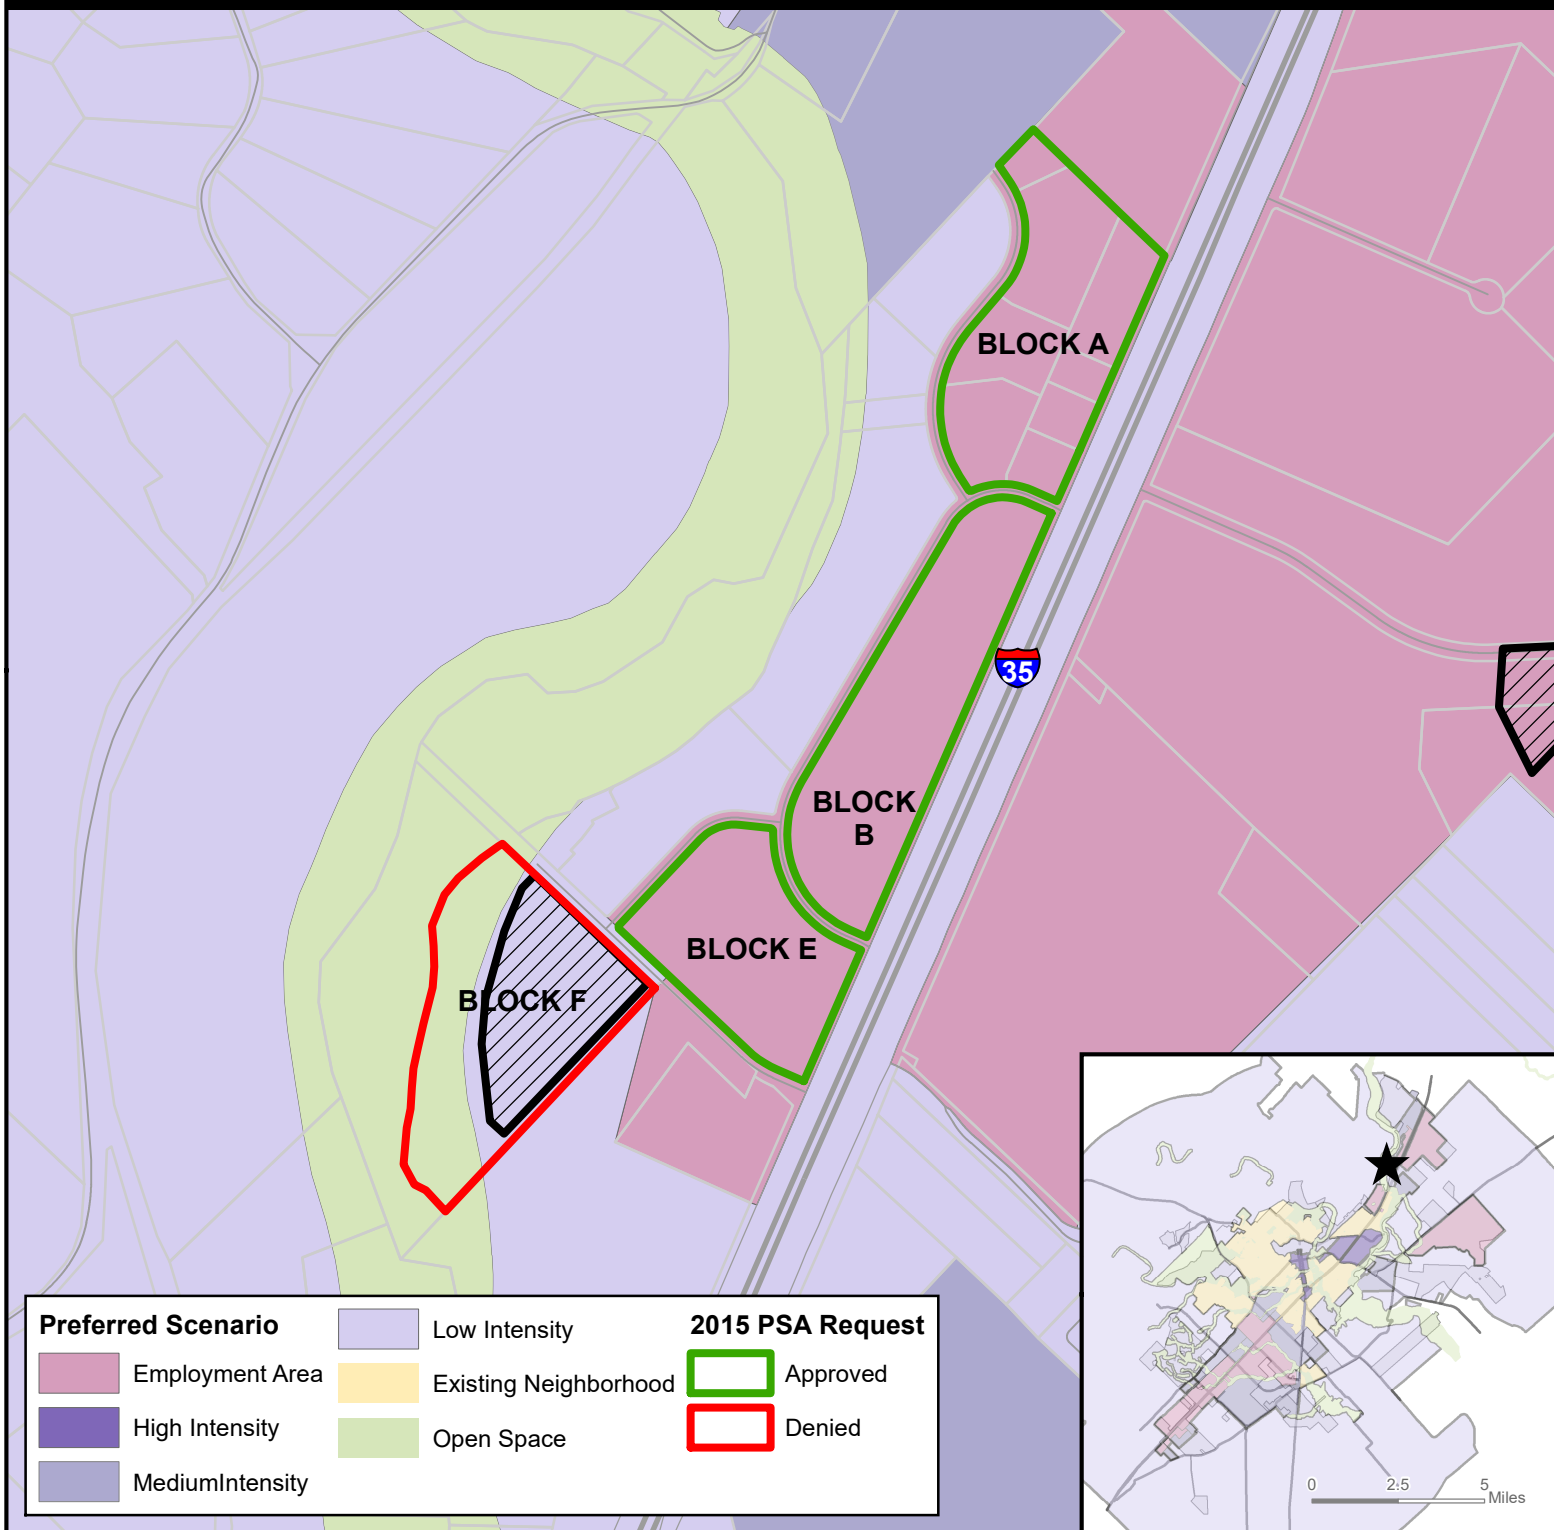 BLOCK A
35
BLOCK
B
BLOCK E
BLOCK F
Preferred Scenario
Employment Area
High Intensity
MediumIntensity
Low Intensity
Existing Neighborhood
Open Space
2015 PSA Request
Approved
Denied
0 2.5 5
Miles